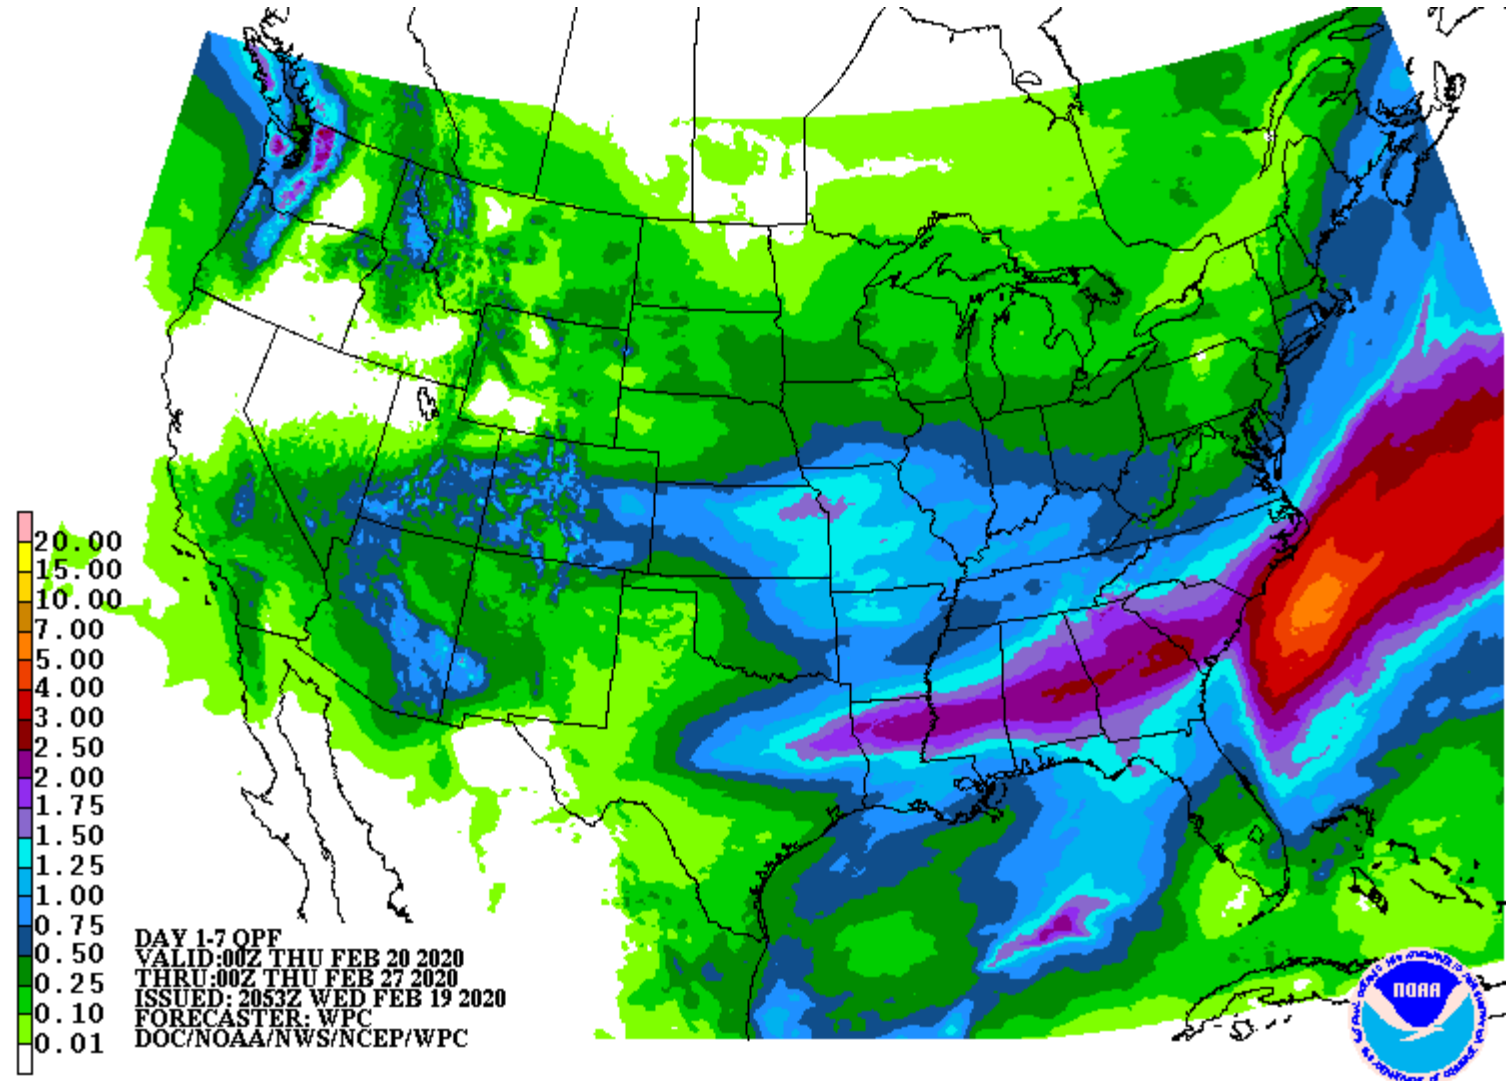 20.00
15.00
10.00
7.00
5.00
4.00
3.00
2.50
2.00
1.75
1.50
1.25
1.00
0.75
0.50
0.25
0.10
0.01
DAY 1-7 QPF
VALID:00Z THU FEB 20 2020
THRU:00Z THU FEB 27 2020
ISSUED: 2053Z WED FEB 19 2020
FORECASTER: WPC
DOC/NOAA/NWS/NCEP/WPC
NOAA